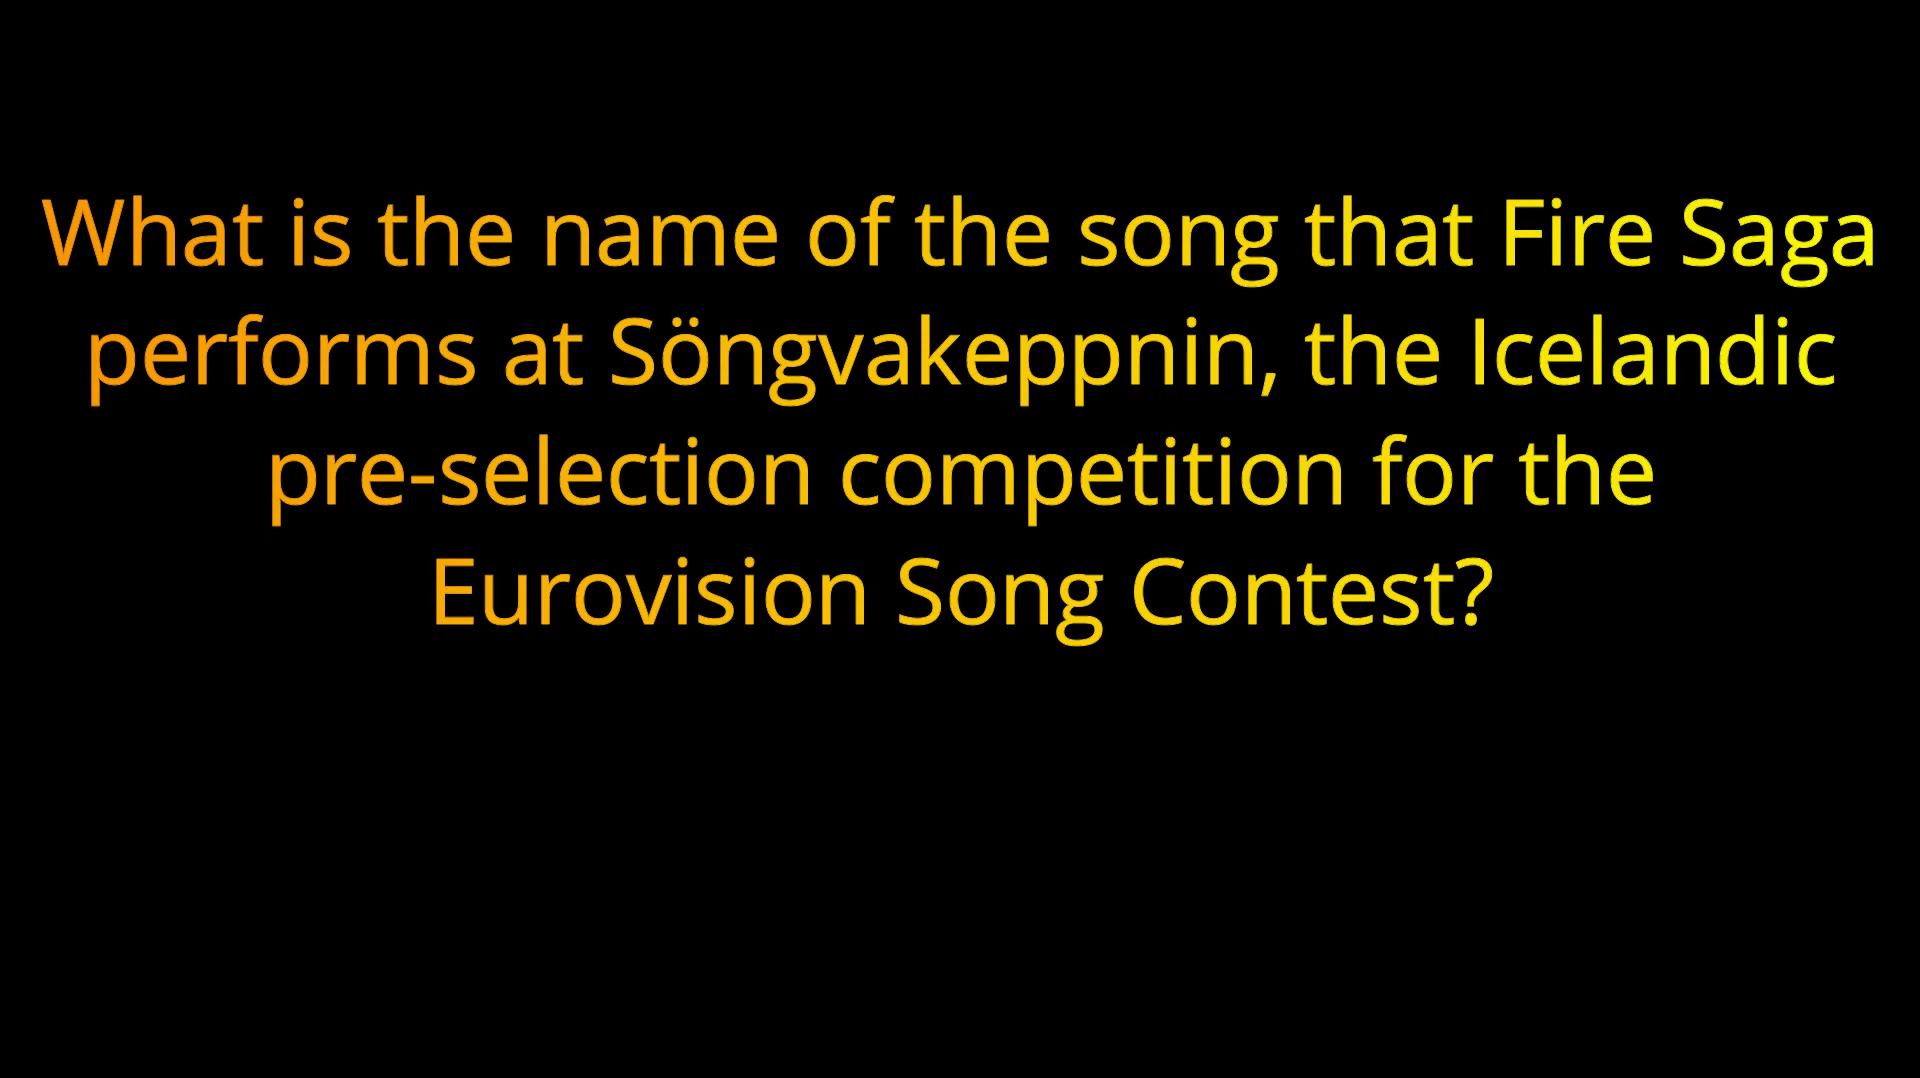 What is the name of the song that Fire Saga
performs at Söngvakeppnin, the Icelandic
pre-selection competition for the
Eurovision Song Contest?